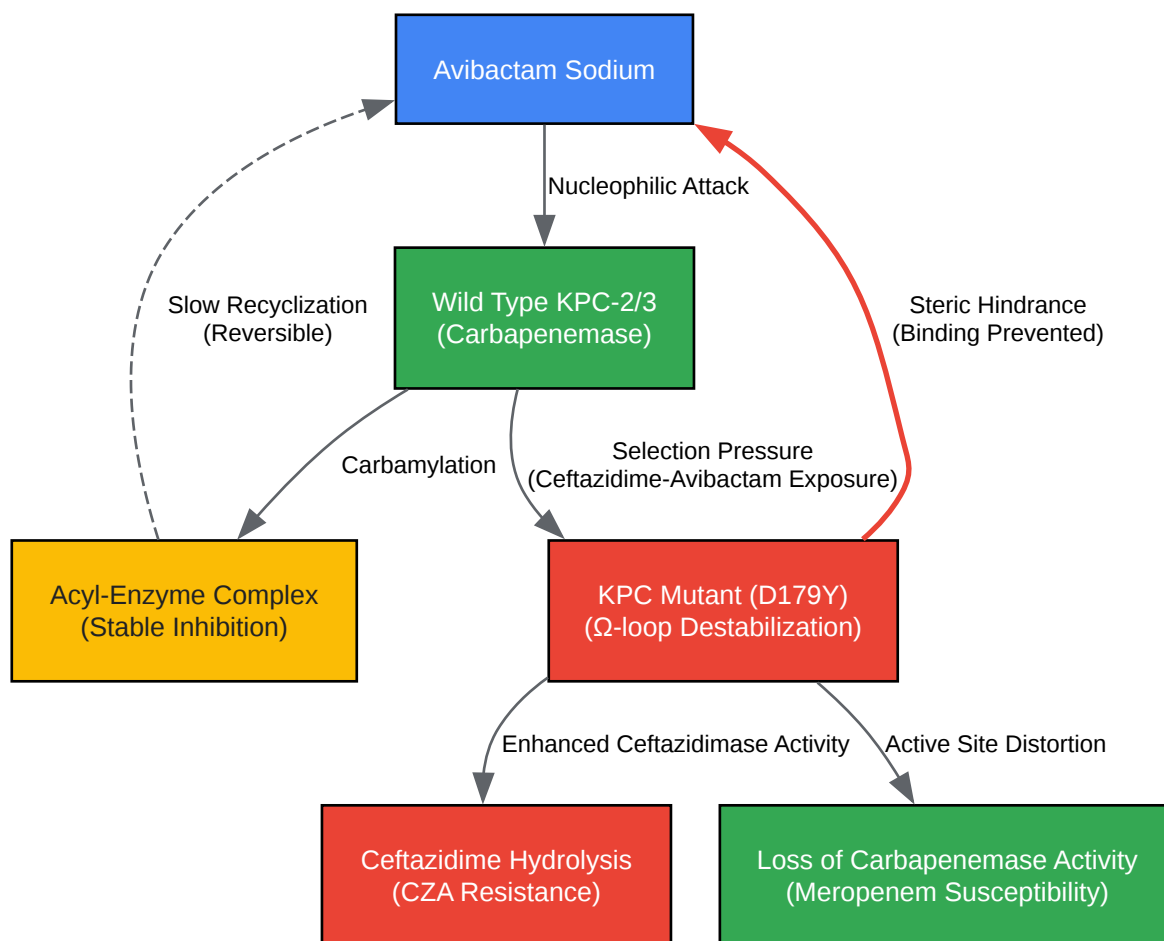 Avibactam Sodium
Nucleophilic Attack
Wild Type KPC-2/3
(Carbapenemase)
Slow Recyclization
(Reversible)
Steric Hindrance
(Binding Prevented)
Carbamylation
Selection Pressure
(Ceftazidime-Avibactam Exposure)
Acyl-Enzyme Complex
(Stable Inhibition)
KPC Mutant (D179Y)
(Ω-loop Destabilization)
Enhanced Ceftazidimase Activity
Active Site Distortion
Ceftazidime Hydrolysis
(CZA Resistance)
Loss of Carbapenemase Activity
(Meropenem Susceptibility)